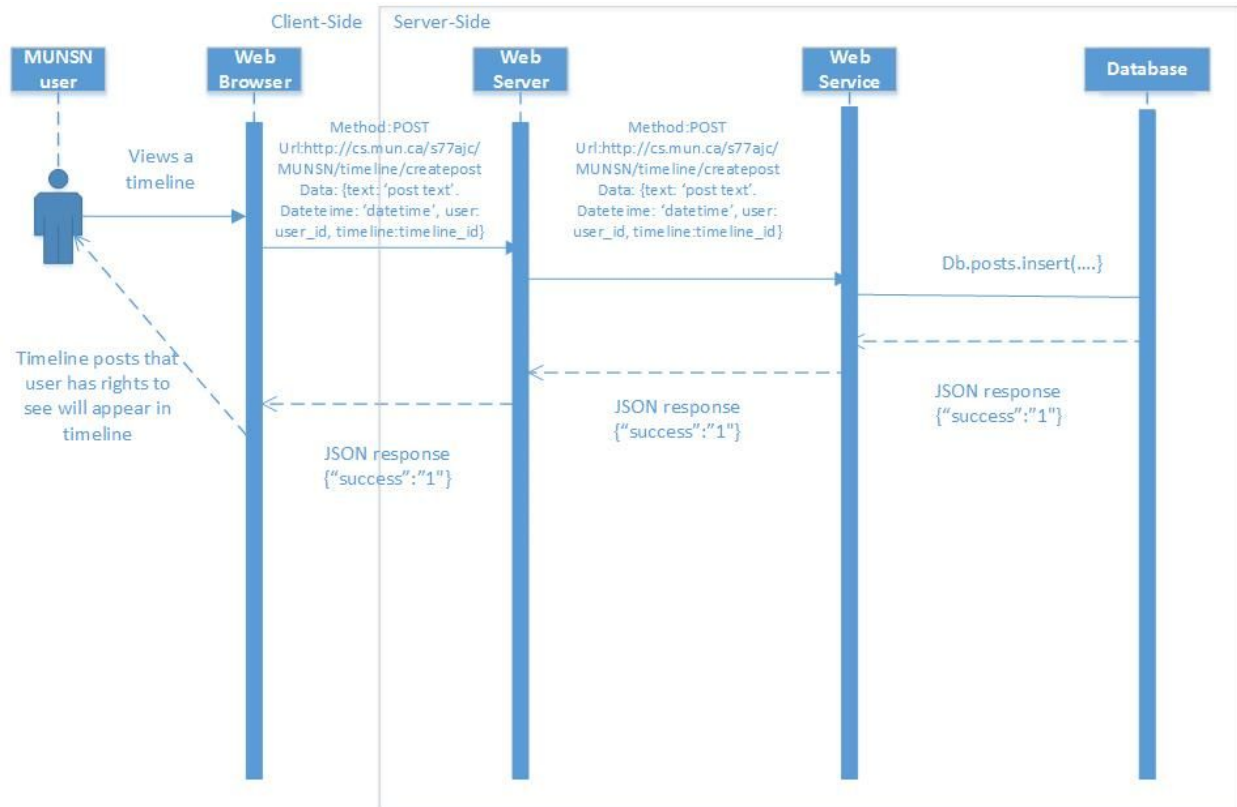 Client-Side
Server-Side
MUNSN
user
Web
Browser
Web
Server
Web
Service
Database
Views a
timeline
Method:POST
Url:http://cs.mun.ca/s77ajc/
MUNSN/timeline/createpost
Data: {text: ‘post text’.
Dateteime: ‘datetime’, user:
user_id, timeline:timeline_id}
Method:POST
Url:http://cs.mun.ca/s77ajc/
MUNSN/timeline/createpost
Data: {text: ‘post text’.
Dateteime: ‘datetime’, user:
user_id, timeline:timeline_id}
Db.posts.insert(....}
Timeline posts that
user has rights to
see will appear in
timeline
JSON response
{“success”:”1"}
JSON response
{“success”:”1"}
JSON response
{“success”:”1"}